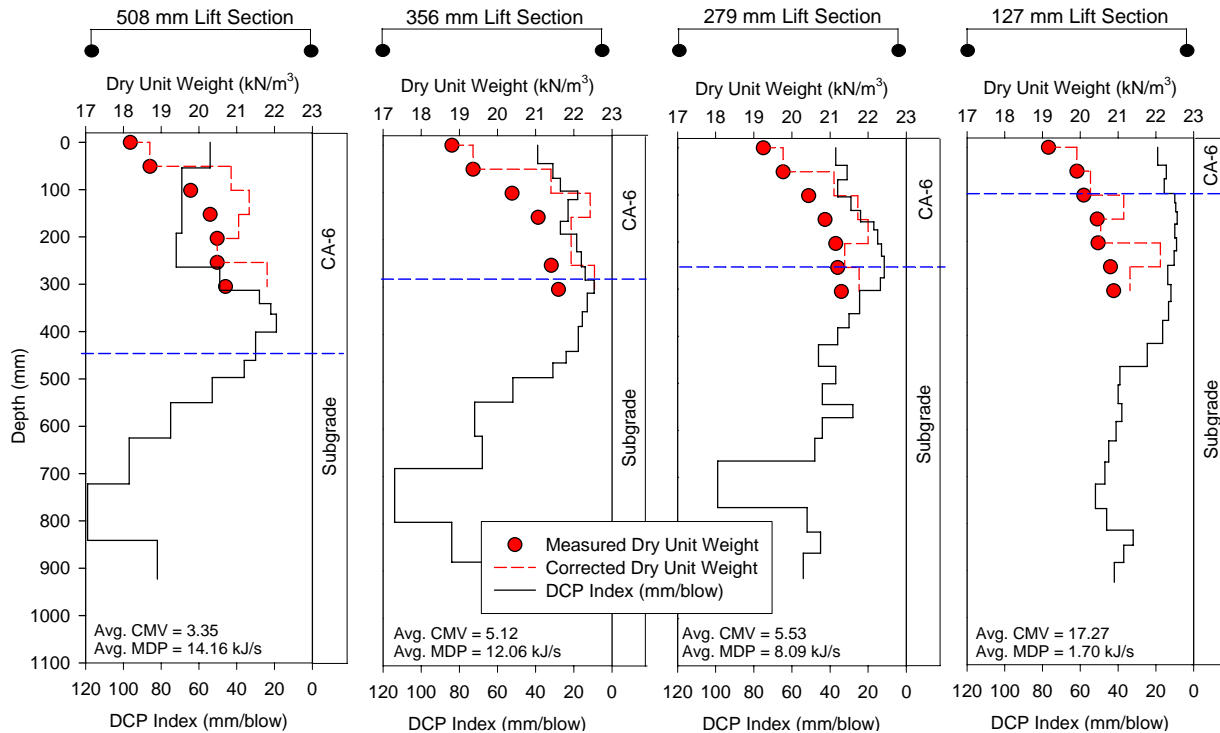 508 mm Lift Section
356 mm Lift Section
279 mm Lift Section
127 mm Lift Section
Dry Unit Weight (kN/m³)
Dry Unit Weight (kN/m³)
Dry Unit Weight (kN/m³)
Dry Unit Weight (kN/m³)
17 18 19 20 21 22 23
17 18 19 20 21 22 23
17 18 19 20 21 22 23
17 18 19 20 21 22 23
Depth (mm)
0
100
200
300
400
500
600
700
800
900
1000
1100
CA-6
Subgrade
CA-6
Subgrade
CA-6
Subgrade
CA-6
Subgrade
Measured Dry Unit Weight
Corrected Dry Unit Weight
DCP Index (mm/blow)
Avg. CMV = 3.35
Avg. MDP = 14.16 kJ/s
Avg. CMV = 5.12
Avg. MDP = 12.06 kJ/s
Avg. CMV = 5.53
Avg. MDP = 8.09 kJ/s
Avg. CMV = 17.27
Avg. MDP = 1.70 kJ/s
120 100 80 60 40 20 0
120 100 80 60 40 20 0
120 100 80 60 40 20 0
120 100 80 60 40 20 0
DCP Index (mm/blow)
DCP Index (mm/blow)
DCP Index (mm/blow)
DCP Index (mm/blow)